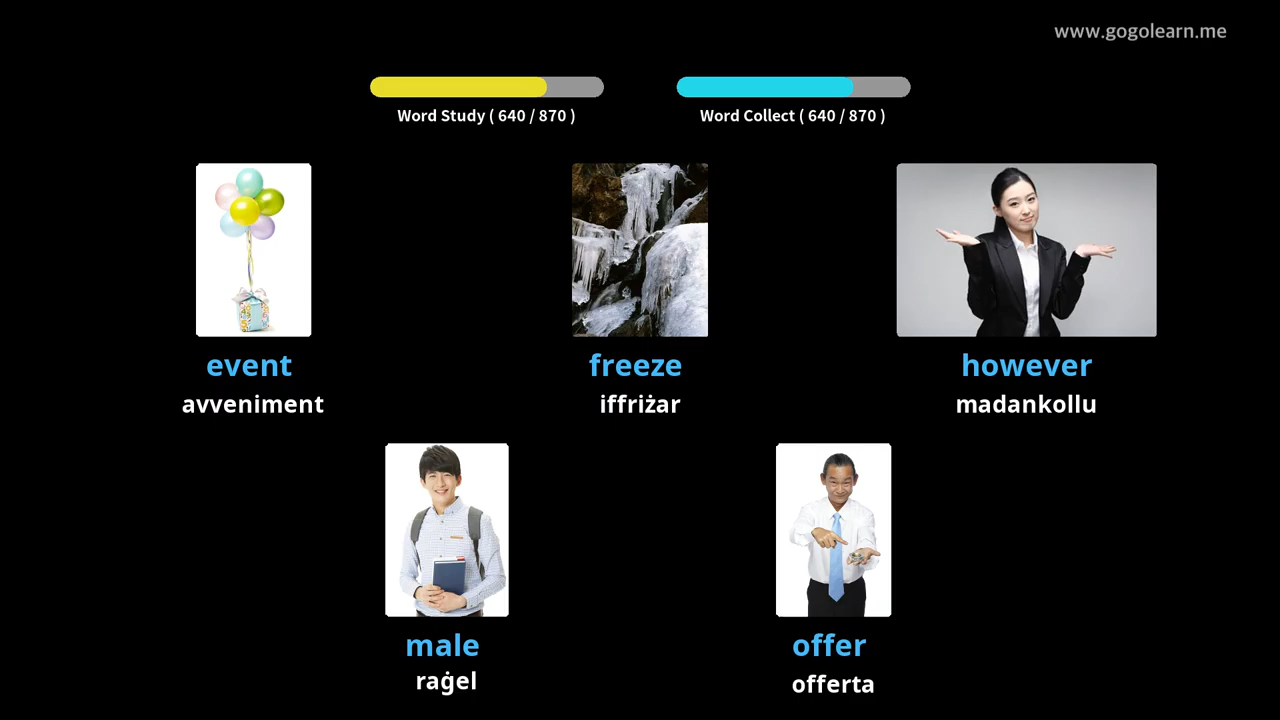 www.gogolearn.me
Word Study ( 640 / 870 )
Word Collect ( 640 / 870 )
event
avveniment
freeze
iffriżar
however
madankollu
male
raġel
offer
offerta